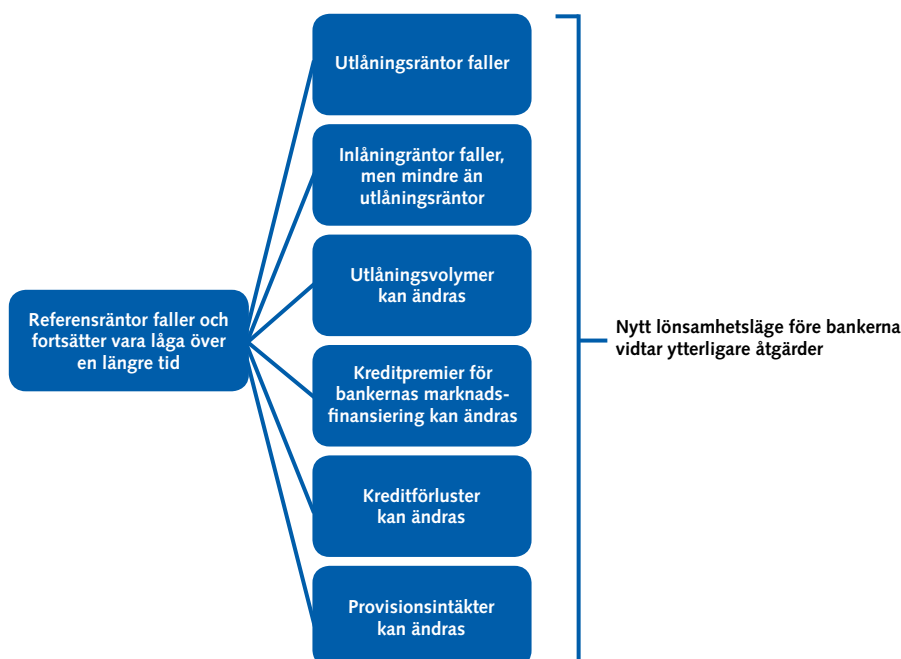 Utlåningsräntor faller
Inlåningräntor faller,
men mindre än
utlåningsräntor
Utlåningsvolymer
kan ändras
Referensräntor faller och
fortsätter vara låga över
en längre tid
Nytt lönsamhetsläge före bankerna
vidtar ytterligare åtgärder
Kreditpremier för
bankernas marknads-
finansiering kan ändras
Kreditförluster
kan ändras
Provisionsintäkter
kan ändras